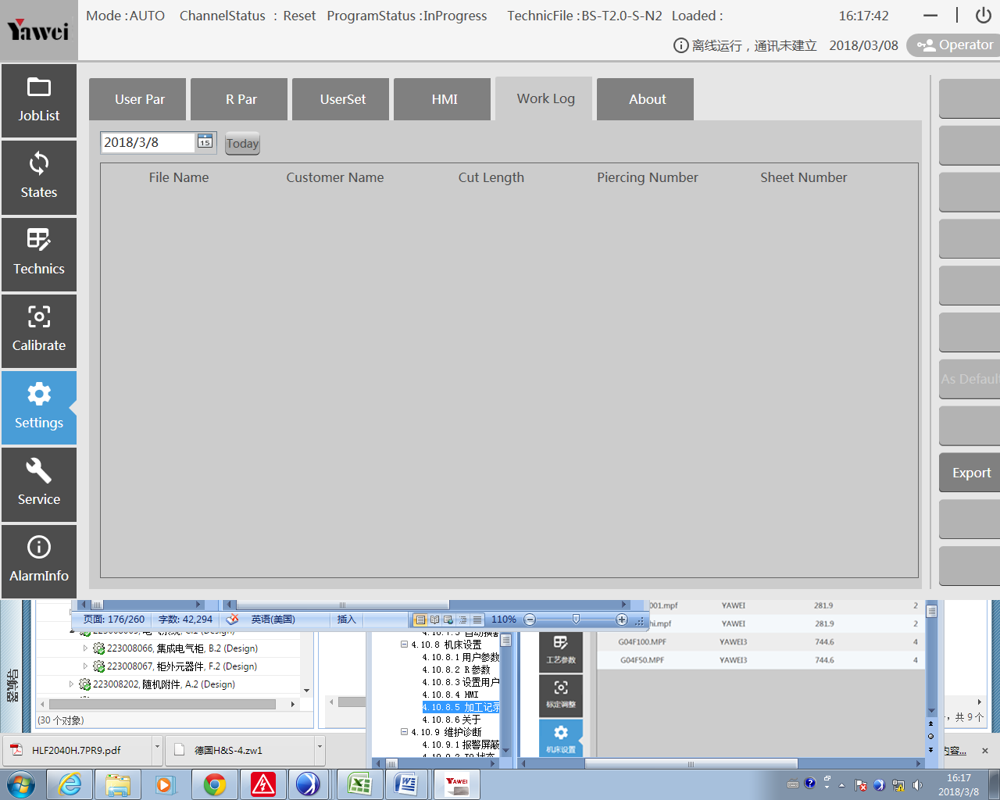 Yawei
Mode :AUTO ChannelStatus : Reset ProgramStatus :InProgress TechnicFile :BS-T2.0-S-N2 Loaded : 16:17:42
离线运行，通讯未建立 2018/03/08 Operator
JobList
States
Technics
Calibrate
Settings
Service
AlarmInfo
User Par R Par UserSet HMI Work Log About
2018/3/8 15 Today
File Name Customer Name Cut Length Piercing Number Sheet Number
As Default
Export
页面: 176/260 字数: 42,294 英语(美国) 插入 110%
223008066, 集成电气柜, B.2 (Design)
223008067, 柜外元器件, F.2 (Design)
223008202, 随机附件, A.2 (Design)
(30 个对象)
导航器
4.10.8 机床设置
4.10.8.1 用户参数
4.10.8.2 R参数
4.10.8.3 设置用户
4.10.8.4 HMI
4.10.8.5 加工记录
4.10.8.6 关于
4.10.9 维护诊断
4.10.9.1 报警屏蔽
工艺参数
标定调整
机床设置
001.mpf YAWEI 281.9 2
hi.mpf YAWEI 281.9 2
G04F100.MPF YAWEI3 744.6 4
G04F50.MPF YAWEI3 744.6 4
，共 9 个
内容...
HLF2040H.7PR9.pdf 德国H&S-4.zw1
YAWEI
16:17
2018/3/8